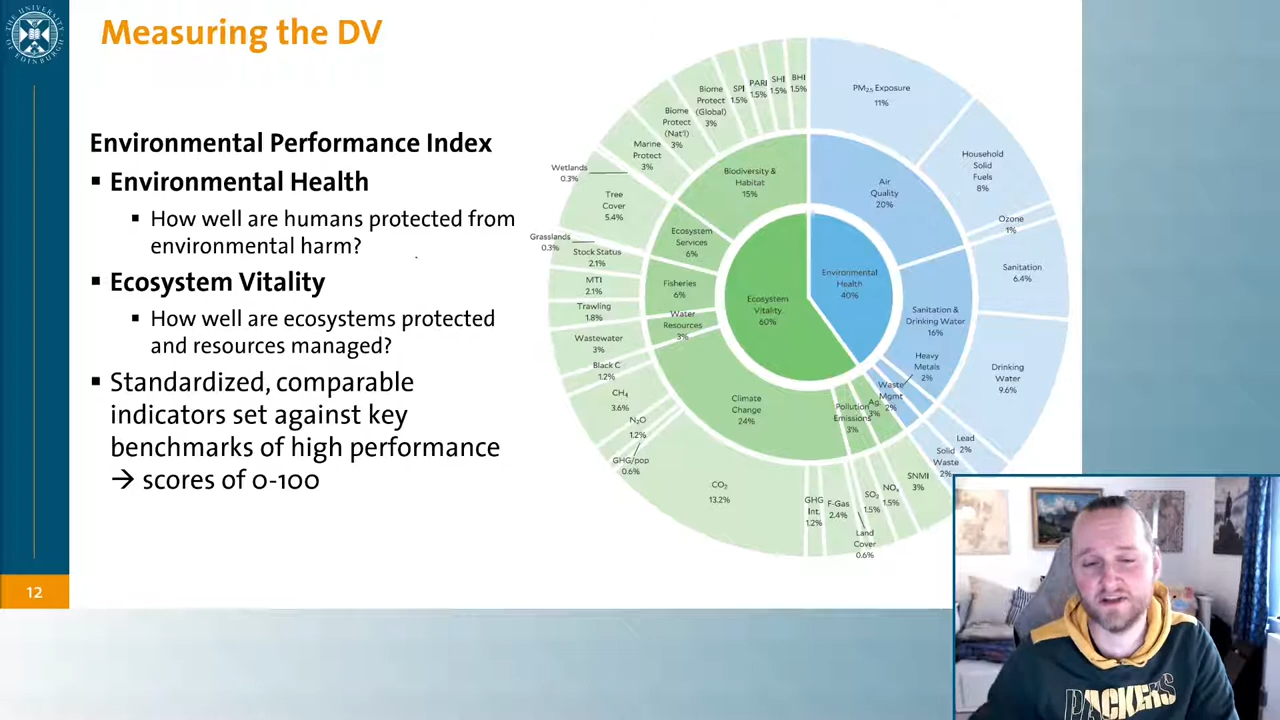 THE UNIVERSITY
OF EDINBURGH
Measuring the DV
Environmental Performance Index
▪ Environmental Health
▪ How well are humans protected from
environmental harm?
▪ Ecosystem Vitality
▪ How well are ecosystems protected
and resources managed?
▪ Standardized, comparable
indicators set against key
benchmarks of high performance
→ scores of 0-100
12
Ecosystem
Vitality
60%
Environmental
Health
40%
Biodiversity &
Habitat
15%
Ecosystem
Services
6%
Fisheries
6%
Water
Resources
3%
Climate
Change
24%
Pollution
Emissions
3%
Ag.
3%
Waste
Mgmt
2%
Heavy
Metals
2%
Sanitation &
Drinking Water
16%
Air
Quality
20%
PM2.5 Exposure
11%
Household
Solid
Fuels
8%
Ozone
1%
Sanitation
6.4%
Drinking
Water
9.6%
Lead
2%
Solid
Waste
2%
SNMI
3%
NOx
1.5%
SO2
1.5%
Land
Cover
0.6%
F-Gas
2.4%
GHG
Int.
1.2%
CO2
13.2%
GHG/pop
0.6%
N2O
1.2%
CH4
3.6%
Black C
1.2%
Wastewater
3%
Trawling
1.8%
MTI
2.1%
Stock Status
2.1%
Grasslands
0.3%
Tree
Cover
5.4%
Wetlands
0.3%
Marine
Protect
3%
Biome
Protect
(Nat'l)
3%
Biome
Protect
(Global)
3%
SPI
1.5%
PARI
1.5%
SHI
1.5%
BHI
1.5%
PACKERS